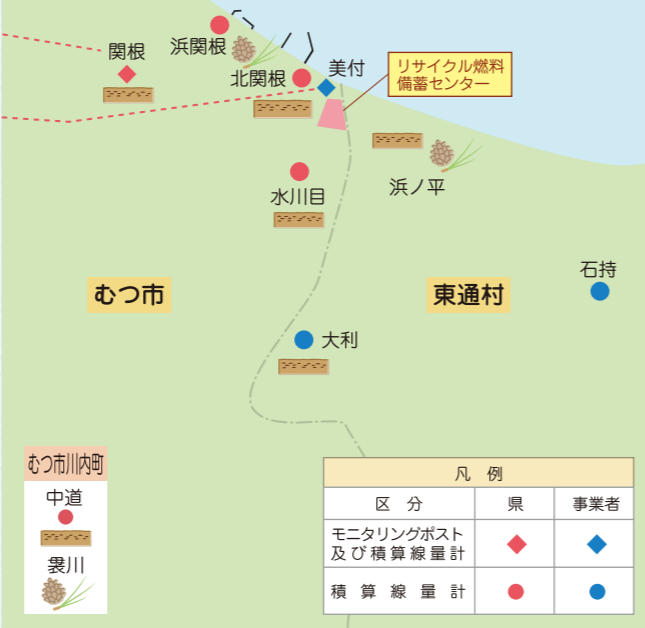 浜関根
関根
北関根
美付
リサイクル燃料
備蓄センター
水川目
浜ノ平
むつ市
東通村
石持
大利
むつ市川内町
中道
袰川
凡 例
区 分
県
事業者
モニタリングポスト
及び積算線量計
積算線量計